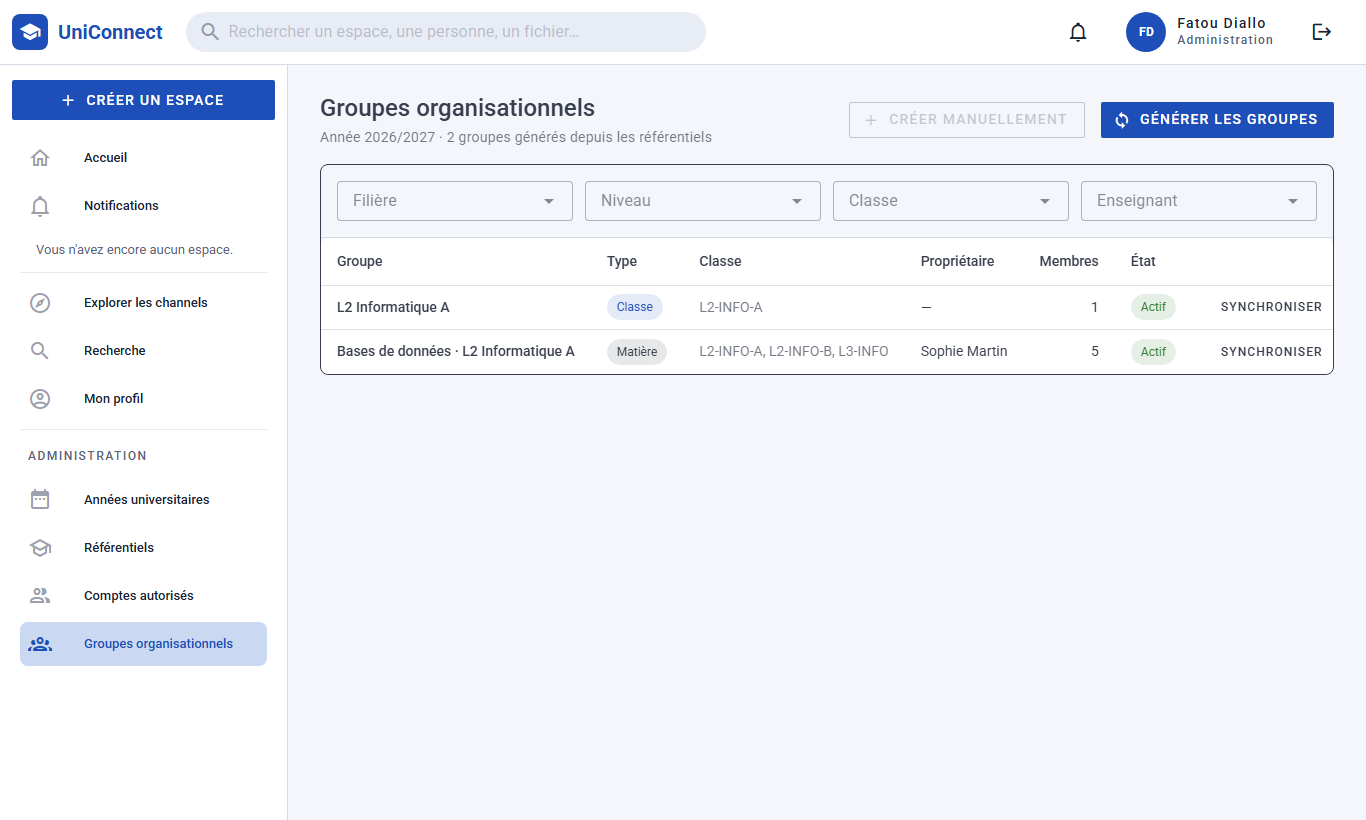 UniConnect
Rechercher un espace, une personne, un fichier…
FD
Fatou Diallo
Administration
CRÉER UN ESPACE
Accueil
Notifications
Vous n'avez encore aucun espace.
Explorer les channels
Recherche
Mon profil
ADMINISTRATION
Années universitaires
Référentiels
Comptes autorisés
Groupes organisationnels
Groupes organisationnels
Année 2026/2027 · 2 groupes générés depuis les référentiels
CRÉER MANUELLEMENT
GÉNÉRER LES GROUPES
Filière Niveau Classe Enseignant
Groupe Type Classe Propriétaire Membres État
L2 Informatique A Classe L2-INFO-A — 1 Actif SYNCHRONISER
Bases de données · L2 Informatique A Matière L2-INFO-A, L2-INFO-B, L3-INFO Sophie Martin 5 Actif SYNCHRONISER